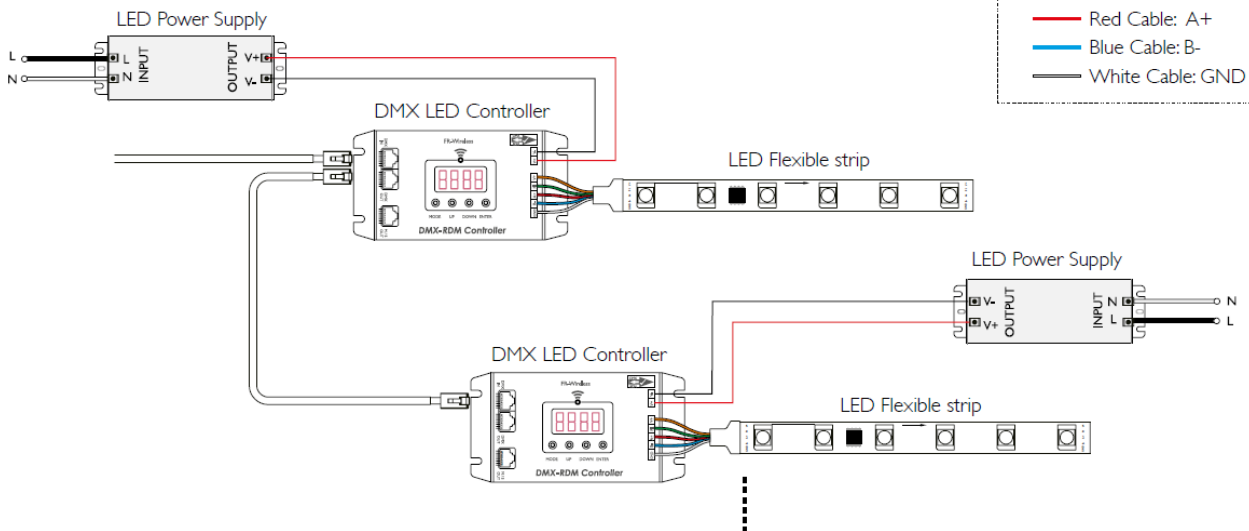 LED Power Supply
L
N
L
N
INPUT
OUTPUT
V+
V-
Red Cable: A+
Blue Cable: B-
White Cable: GND
DMX LED Controller
MODE UP DOWN ENTER
DMX-RDM Controller
LED Flexible strip
LED Power Supply
V-
V+
OUTPUT
INPUT
N
L
N
L
DMX LED Controller
MODE UP DOWN ENTER
DMX-RDM Controller
LED Flexible strip